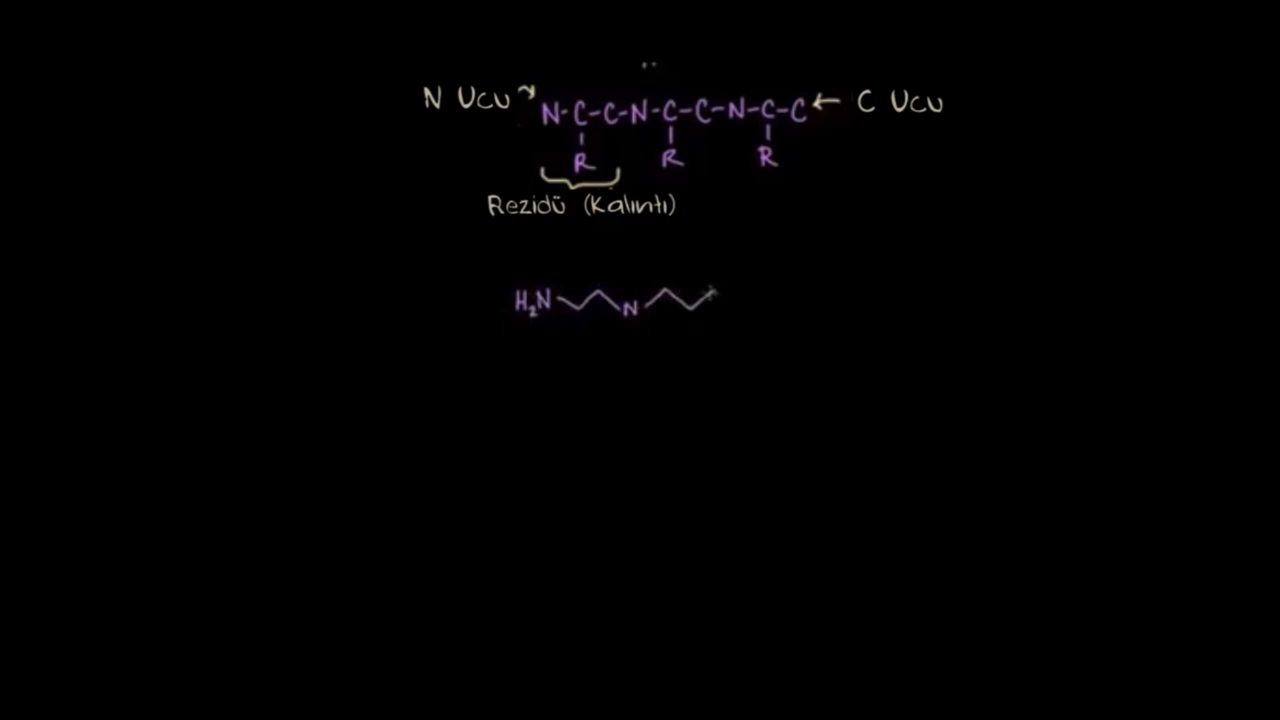 N Ucu N-C-C-N-C-C-N-C-C ← C Ucu
R R R
Rezidü (Kalıntı)
H₂N N